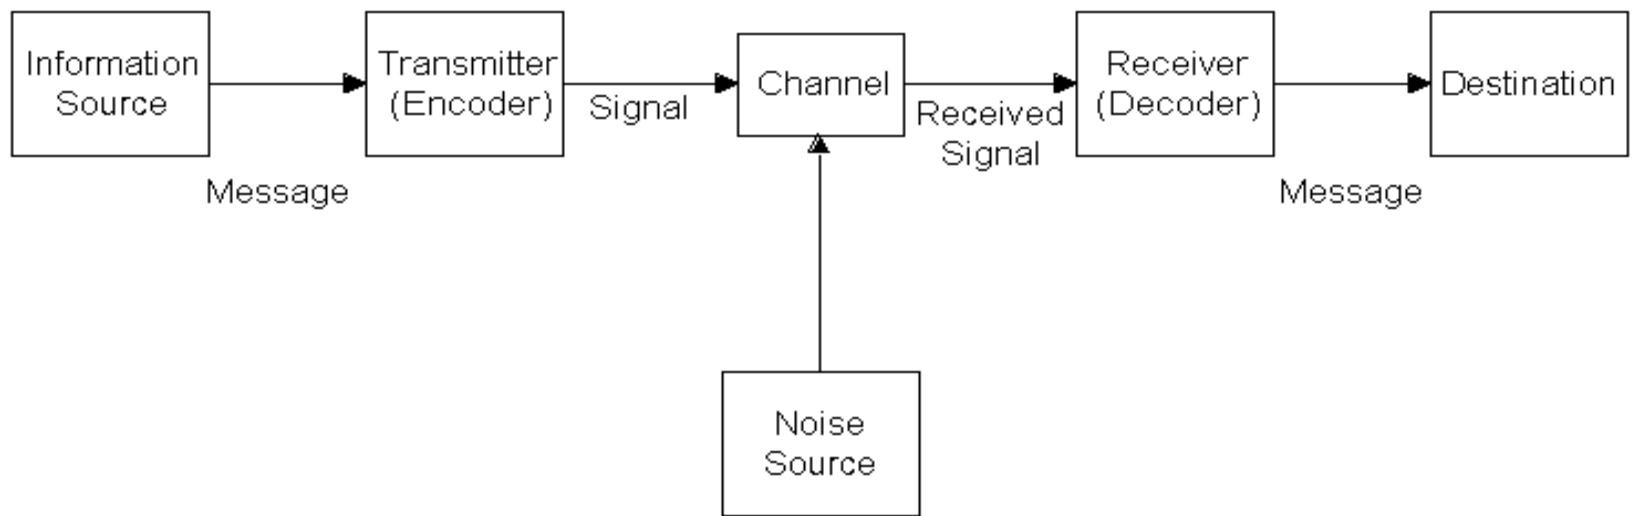 Information
Source
Transmitter
(Encoder)
Signal
Channel
Received
Signal
Receiver
(Decoder)
Destination
Message
Message
Noise
Source